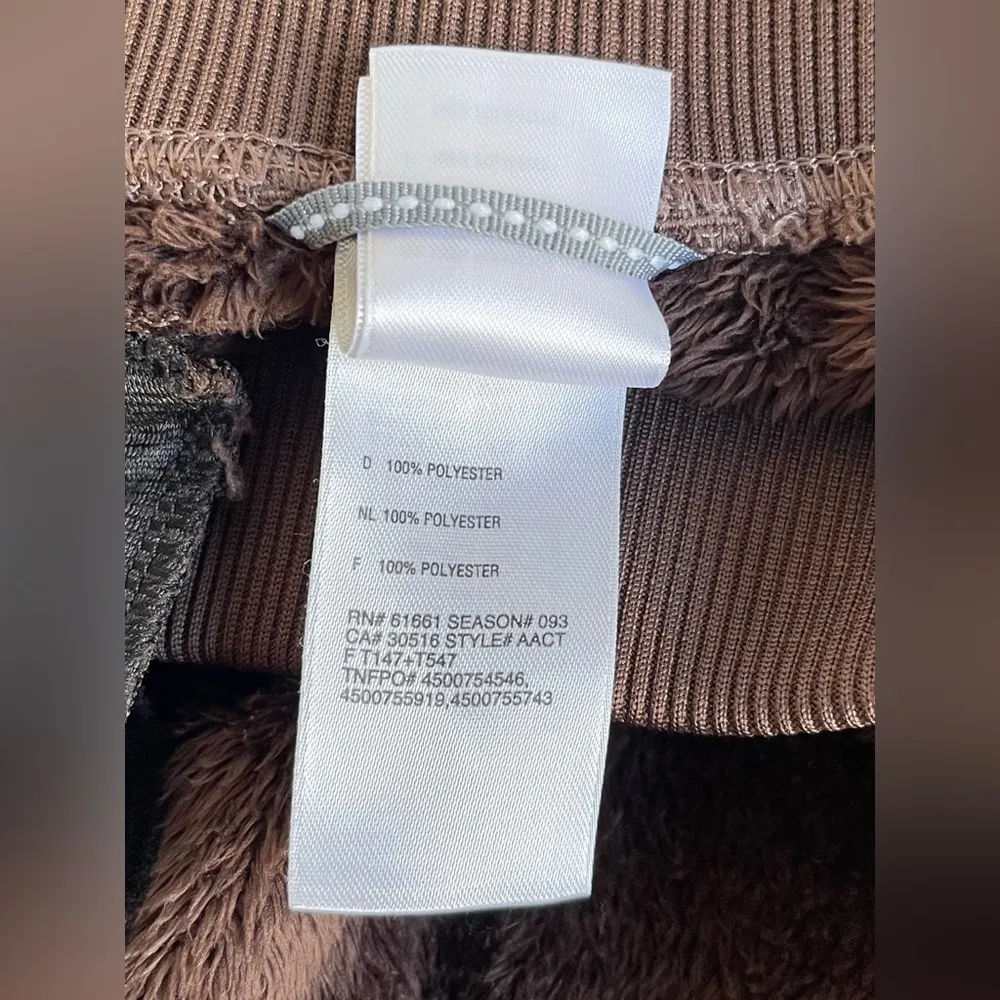 D 100% POLYESTER
NL 100% POLYESTER
F 100% POLYESTER
RN# 61661 SEASON# 093
CA# 30516 STYLE# AACT
F T147+T547
TNFPO# 4500754546,
4500755919,4500755743